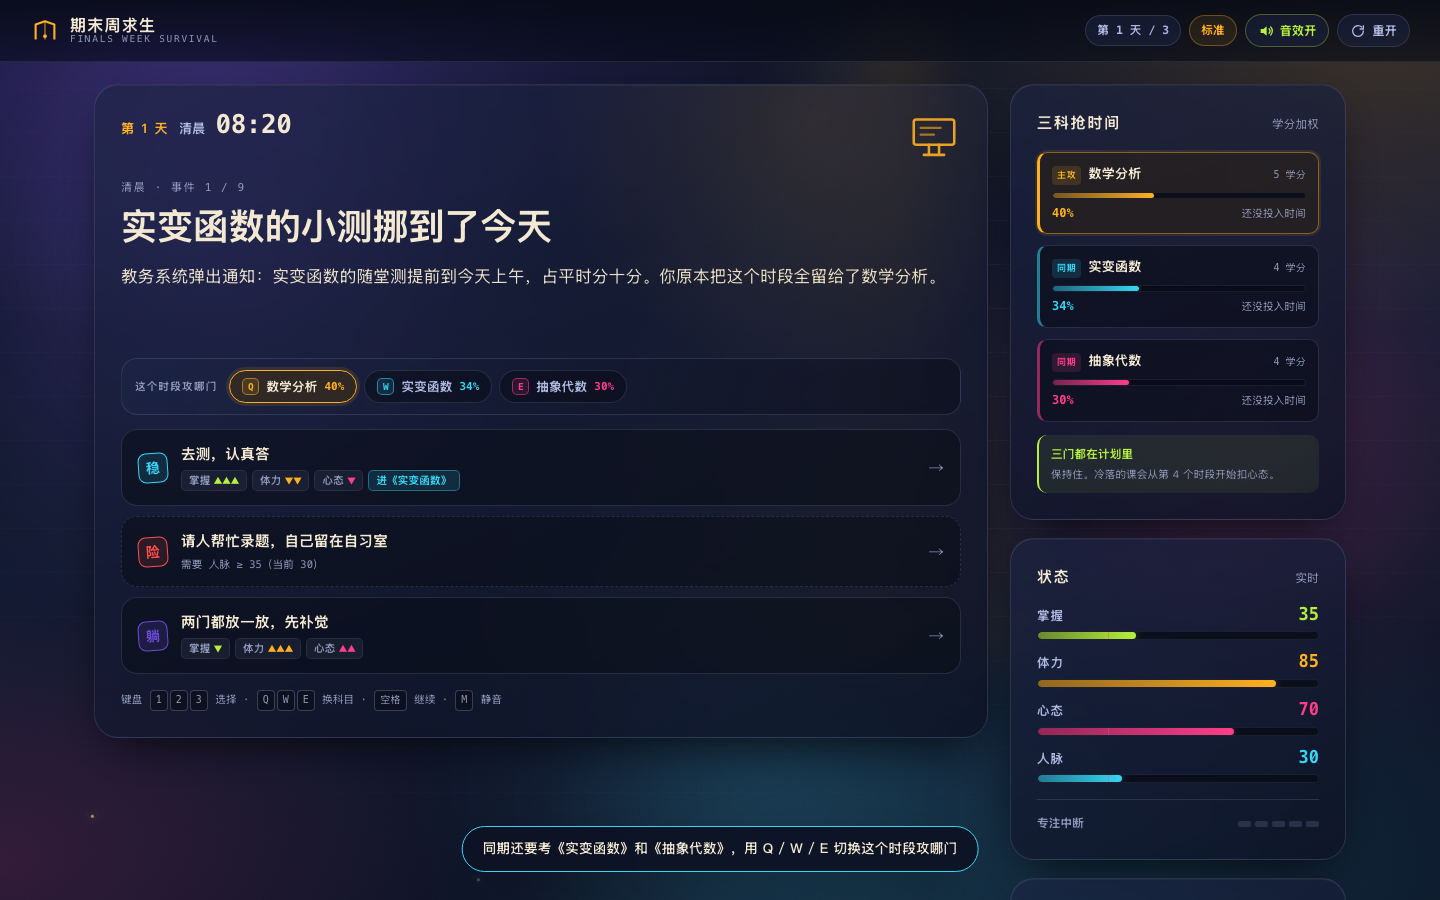 期末周求生
FINALS WEEK SURVIVAL
第 1 天 / 3
标准
音效开
重开
第 1 天 清晨 08:20
清晨 · 事件 1 / 9
实变函数的小测挪到了今天
教务系统弹出通知：实变函数的随堂测提前到今天上午，占平时分十分。你原本把这个时段全留给了数学分析。
这个时段攻哪门
Q 数学分析 40%
W 实变函数 34%
E 抽象代数 30%
稳
去测，认真答
掌握 ▲▲▲ 体力 ▼▼ 心态 ▼ 进《实变函数》
→
险
请人帮忙录题，自己留在自习室
需要 人脉 ≥ 35（当前 30）
→
躺
两门都放一放，先补觉
掌握 ▼ 体力 ▲▲▲ 心态 ▲▲
→
键盘 1 2 3 选择 · Q W E 换科目 · 空格 继续 · M 静音
三科抢时间 学分加权
主攻 数学分析 5 学分
40% 还没投入时间
同期 实变函数 4 学分
34% 还没投入时间
同期 抽象代数 4 学分
30% 还没投入时间
三门都在计划里
保持住。冷落的课会从第 4 个时段开始扣心态。
状态 实时
掌握 35
体力 85
心态 70
人脉 30
专注中断
同期还要考《实变函数》和《抽象代数》，用 Q / W / E 切换这个时段攻哪门